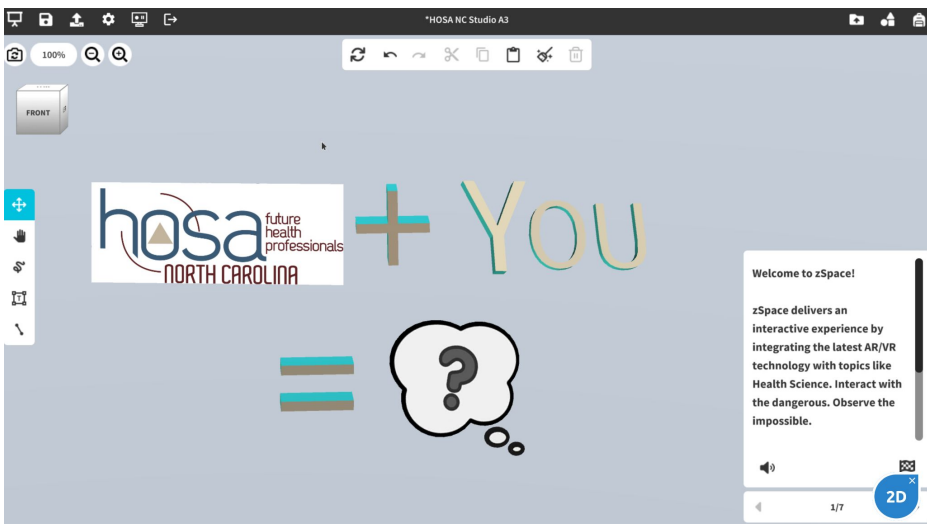 *HOSA NC Studio A3
100%
FRONT
hosa
future
health
professionals
NORTH CAROLINA
+ You
= ?
Welcome to zSpace!
zSpace delivers an
interactive experience by
integrating the latest AR/VR
technology with topics like
Health Science. Interact with
the dangerous. Observe the
impossible.
1/7
2D